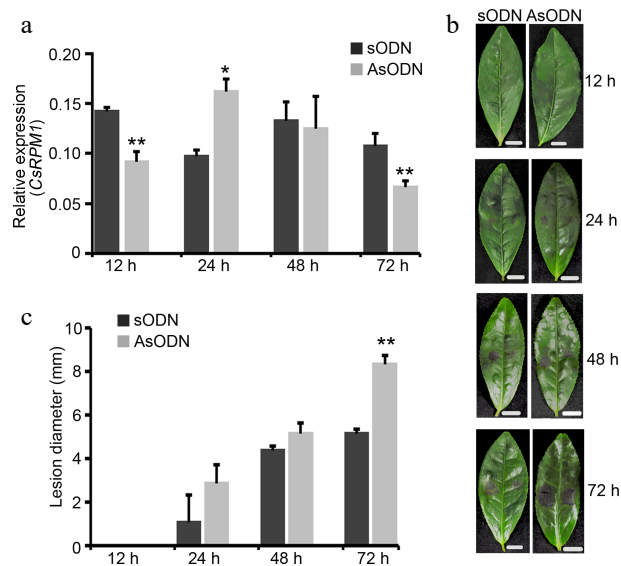 a
sODN
AsODN
0.20
0.15
0.10
0.05
0
Relative expression
(CsRPM1)
**
*
**
12 h
24 h
48 h
72 h
b
sODN AsODN
12 h
24 h
48 h
72 h
c
sODN
AsODN
10
8
6
4
2
0
Lesion diameter (mm)
**
12 h
24 h
48 h
72 h